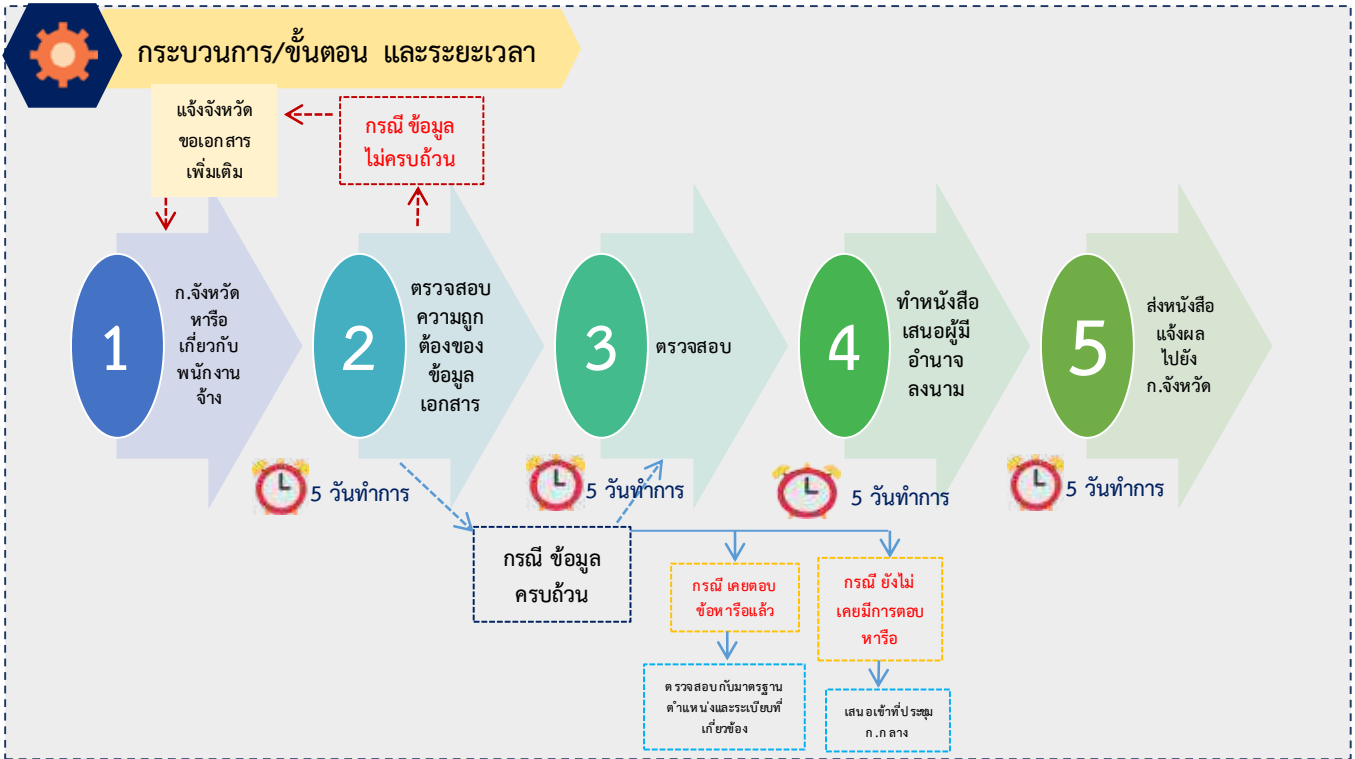 กระบวนการ/ขั้นตอน และระยะเวลา
แจ้งจังหวัด
ขอเอกสาร
เพิ่มเติม
กรณี ข้อมูล
ไม่ครบถ้วน
1
ก.จังหวัด
หารือ
เกี่ยวกับ
พนักงาน
จ้าง
2
ตรวจสอบ
ความถูก
ต้องของ
ข้อมูล
เอกสาร
3
ตรวจสอบ
4
ทำหนังสือ
เสนอผู้มี
อำนาจ
ลงนาม
5
ส่งหนังสือ
แจ้งผล
ไปยัง
ก.จังหวัด
5 วันทำการ
5 วันทำการ
5 วันทำการ
5 วันทำการ
กรณี ข้อมูล
ครบถ้วน
กรณี เคยตอบ
ข้อหารือแล้ว
กรณี ยังไม่
เคยมีการตอบ
หารือ
ตรวจสอบกับมาตรฐาน
ตำแหน่งและระเบียบที่
เกี่ยวข้อง
เสนอเข้าที่ประชุม
ก.กลาง